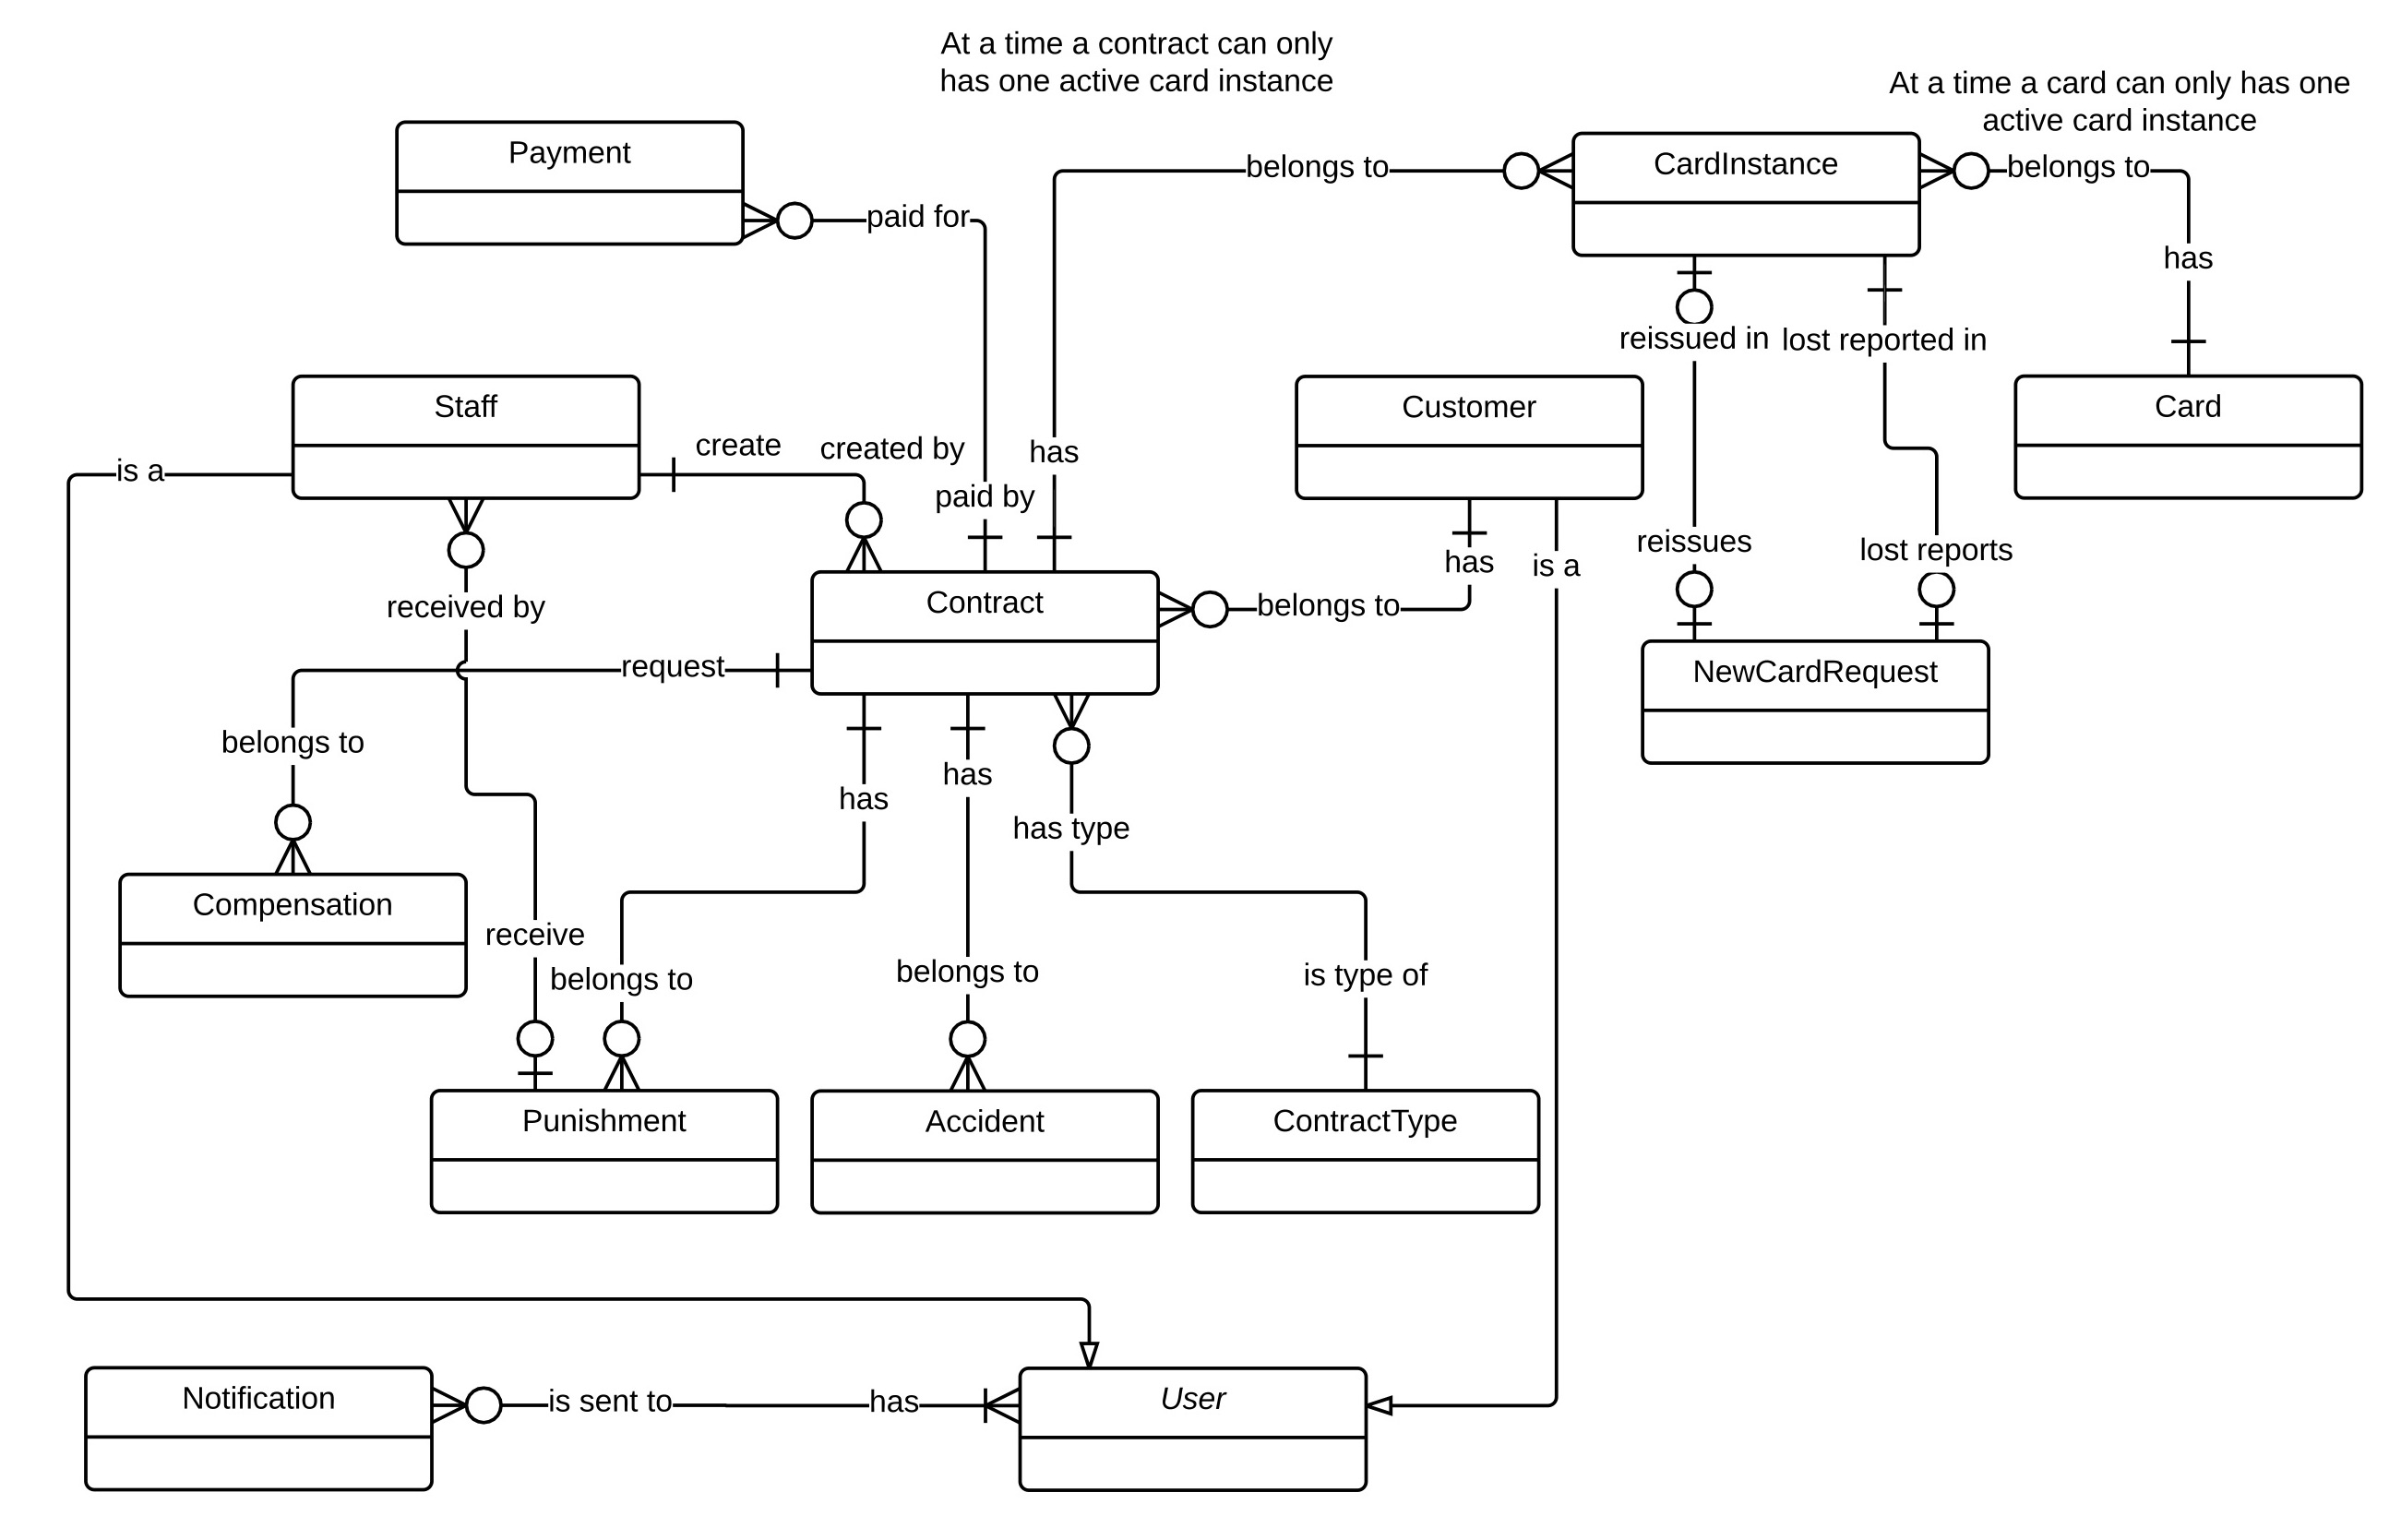 At a time a contract can only
has one active card instance
At a time a card can only has one
active card instance
Payment
CardInstance
belongs to
belongs to
paid for
has
reissued in
lost reported in
Staff
Customer
Card
create
created by
has
is a
paid by
reissues
lost reports
has
is a
Contract
belongs to
received by
request
NewCardRequest
belongs to
has
has
has type
Compensation
receive
belongs to
belongs to
is type of
Punishment
Accident
ContractType
Notification
is sent to
has
User